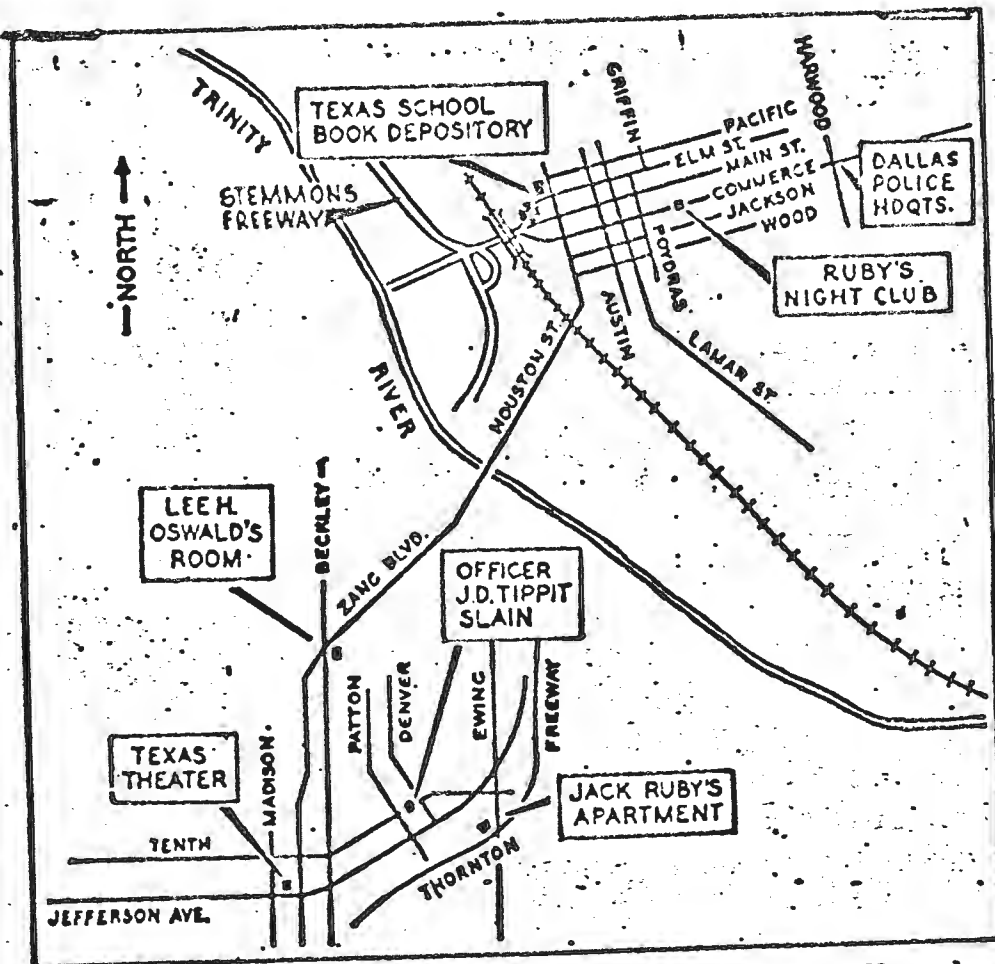 TRINITY
RIVER
TEXAS SCHOOL
BOOK DEPOSITORY
GRIFFIN
HARWOOD
PACIFIC
ELM ST.
MAIN ST.
COMMERCE
JACKSON
WOOD
DALLAS
POLICE
HDQTS.
STEMMONS
FREEWAY
NORTH
POYDRAS
RUBY'S
NIGHT CLUB
AUSTIN
LAMAR ST.
HOUSTON ST.
LEE H.
OSWALD'S
ROOM
BECKLEY
ZANG BLVD.
OFFICER
J.D. TIPPIT
SLAIN
PATTON
DENVER
EWING
FREEWAY
TEXAS
THEATER
MADISON
JACK RUBY'S
APARTMENT
TENTH
THORNTON
JEFFERSON AVE.